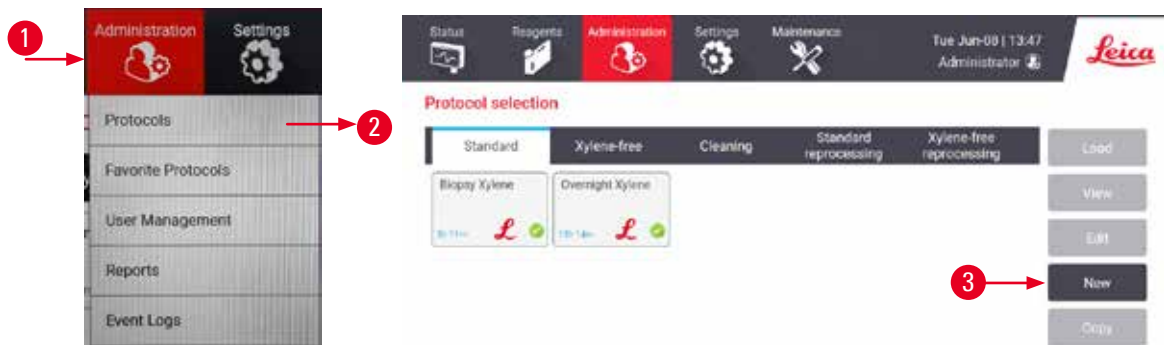 1
Administration
Settings
Protocols
2
Favorite Protocols
User Management
Reports
Event Logs
Status
Reagents
Administration
Settings
Maintenance
Tue Jun-08 | 13:47
Administrator
Leica
Protocol selection
Standard
Xylene-free
Cleaning
Standard
reprocessing
Xylene-free
reprocessing
Load
View
Edit
3
New
Copy
Biopsy Xylene
Overnight Xylene